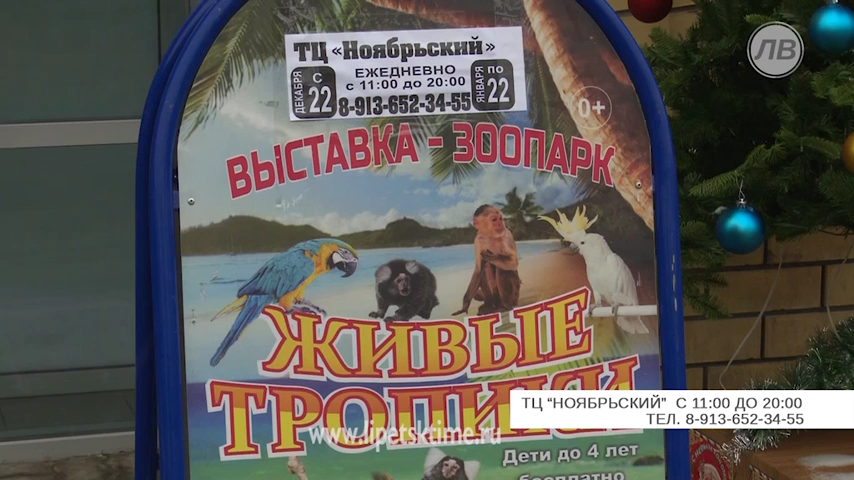 ЛВ
ТЦ «Ноябрьский»
ЕЖЕДНЕВНО
с 11:00 до 20:00
ДЕКАБРЯ С 22
8-913-652-34-55
ЯНВАРЯ ПО 22
0+
ВЫСТАВКА - ЗООПАРК
ЖИВЫЕ
ТРОПИКИ
ТЦ “НОЯБРЬСКИЙ” С 11:00 ДО 20:00
ТЕЛ. 8-913-652-34-55
www.lipetsktime.ru
Дети до 4 лет
бесплатно